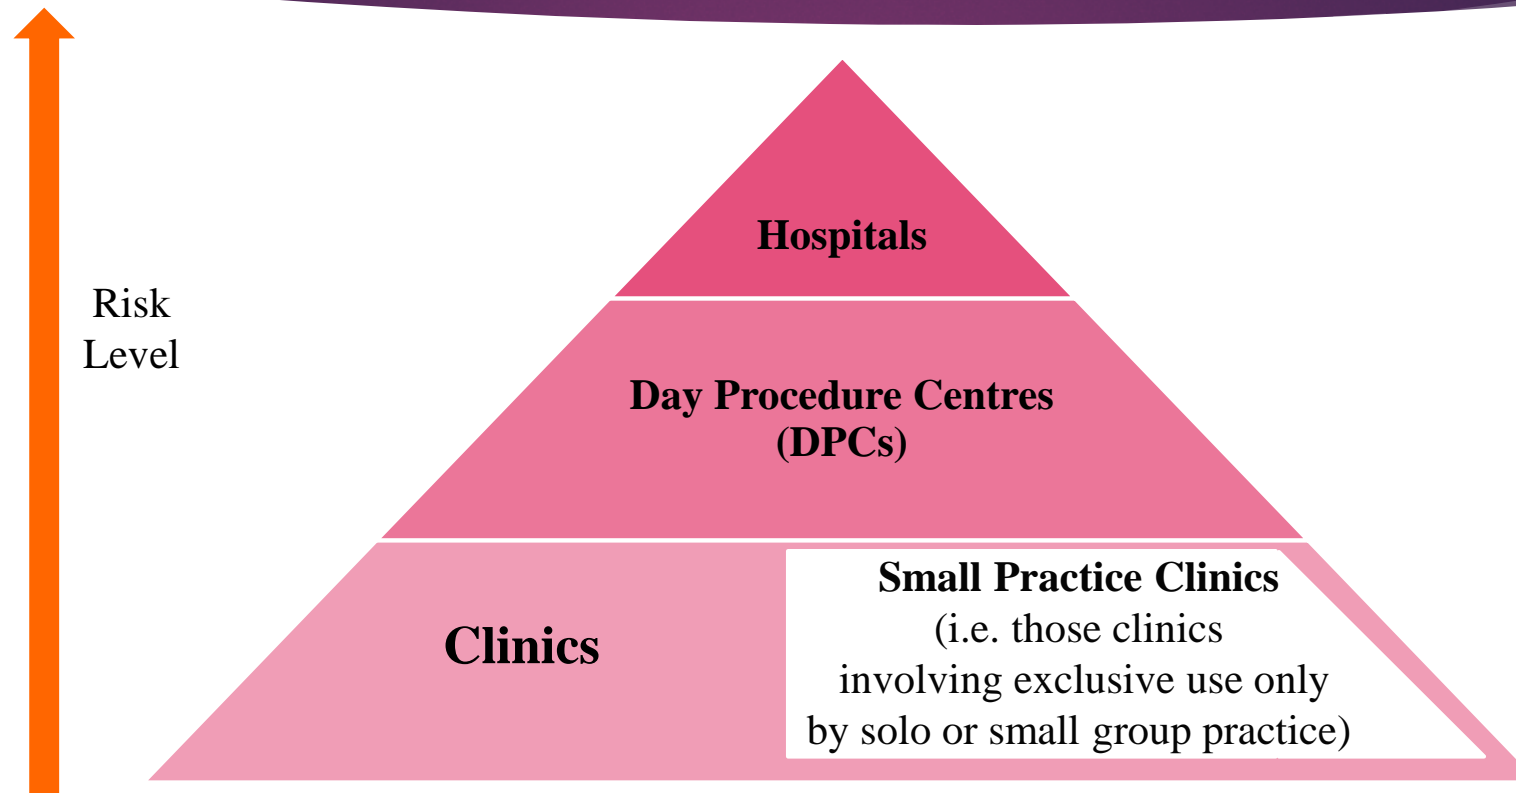 Risk
Level
Hospitals
Day Procedure Centres
(DPCs)
Clinics
Small Practice Clinics
(i.e. those clinics
involving exclusive use only
by solo or small group practice)